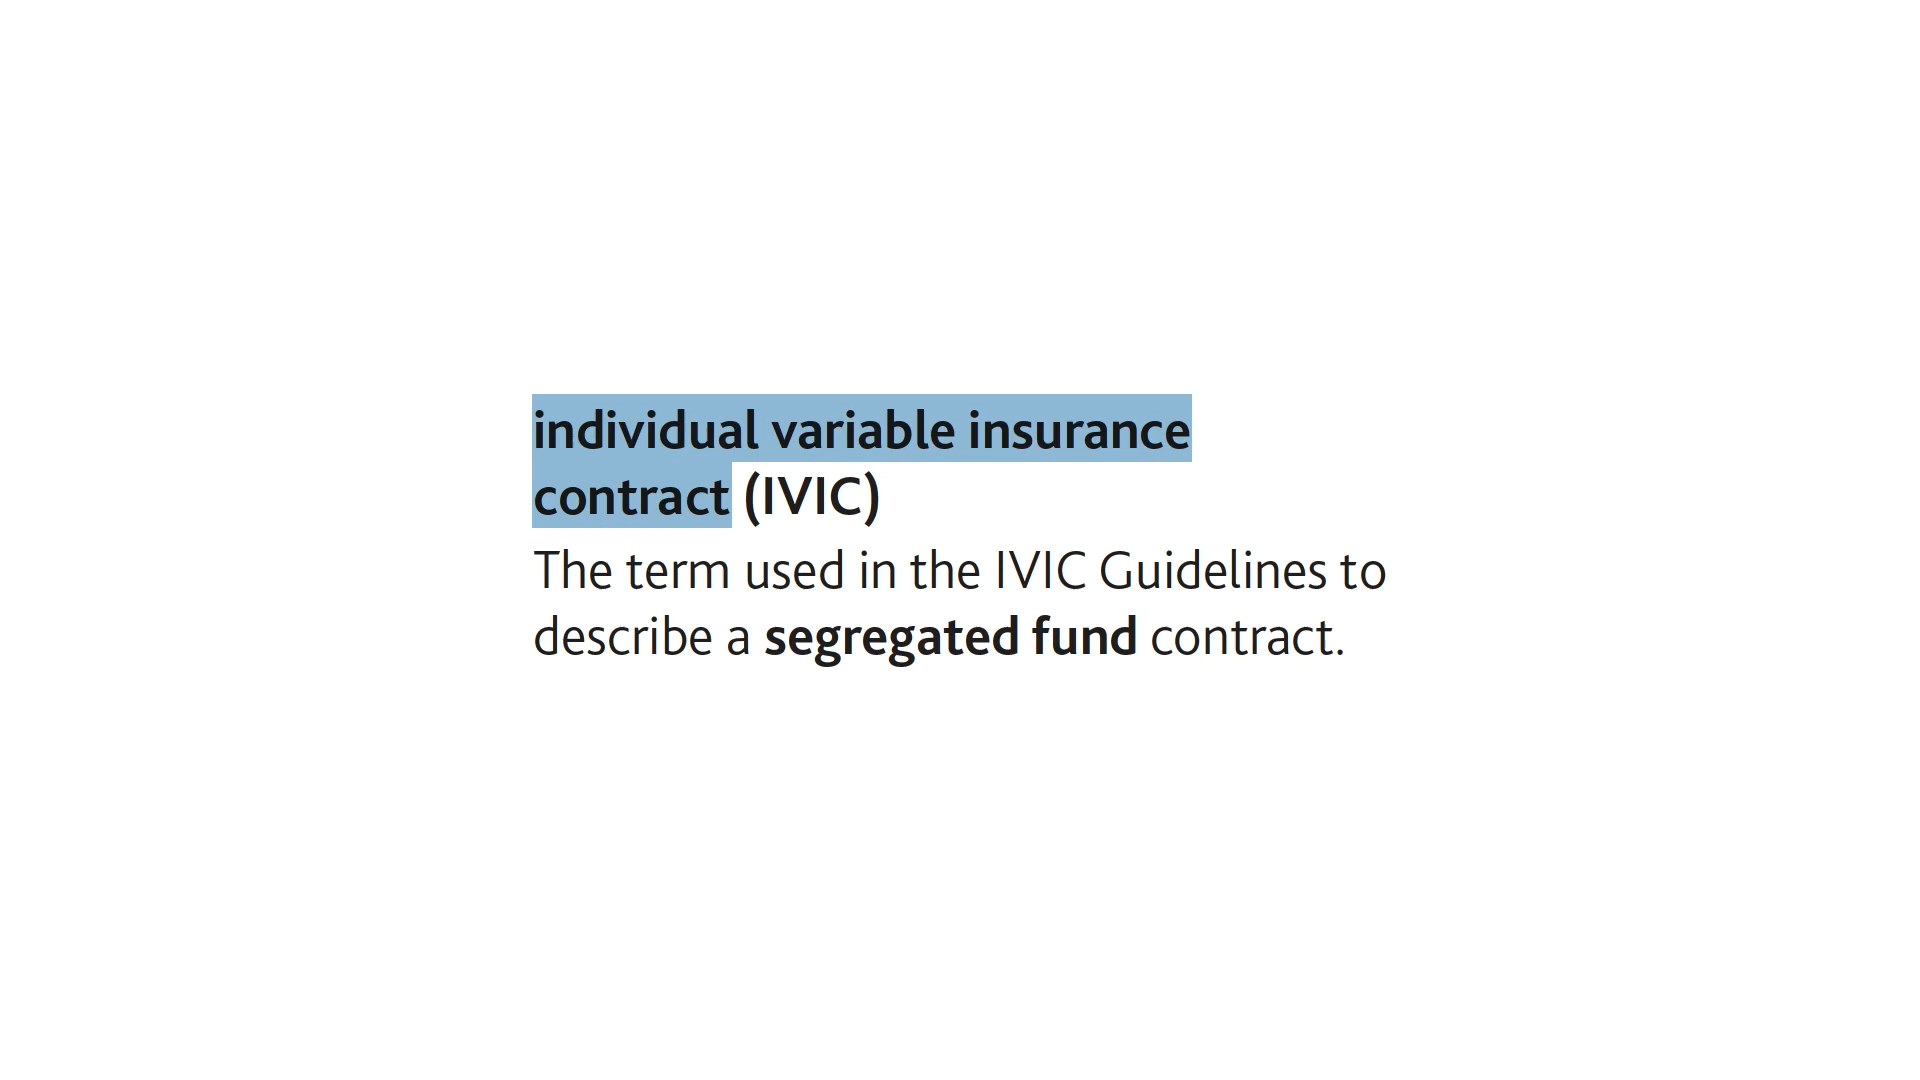 individual variable insurance
contract (IVIC)
The term used in the IVIC Guidelines to
describe a segregated fund contract.